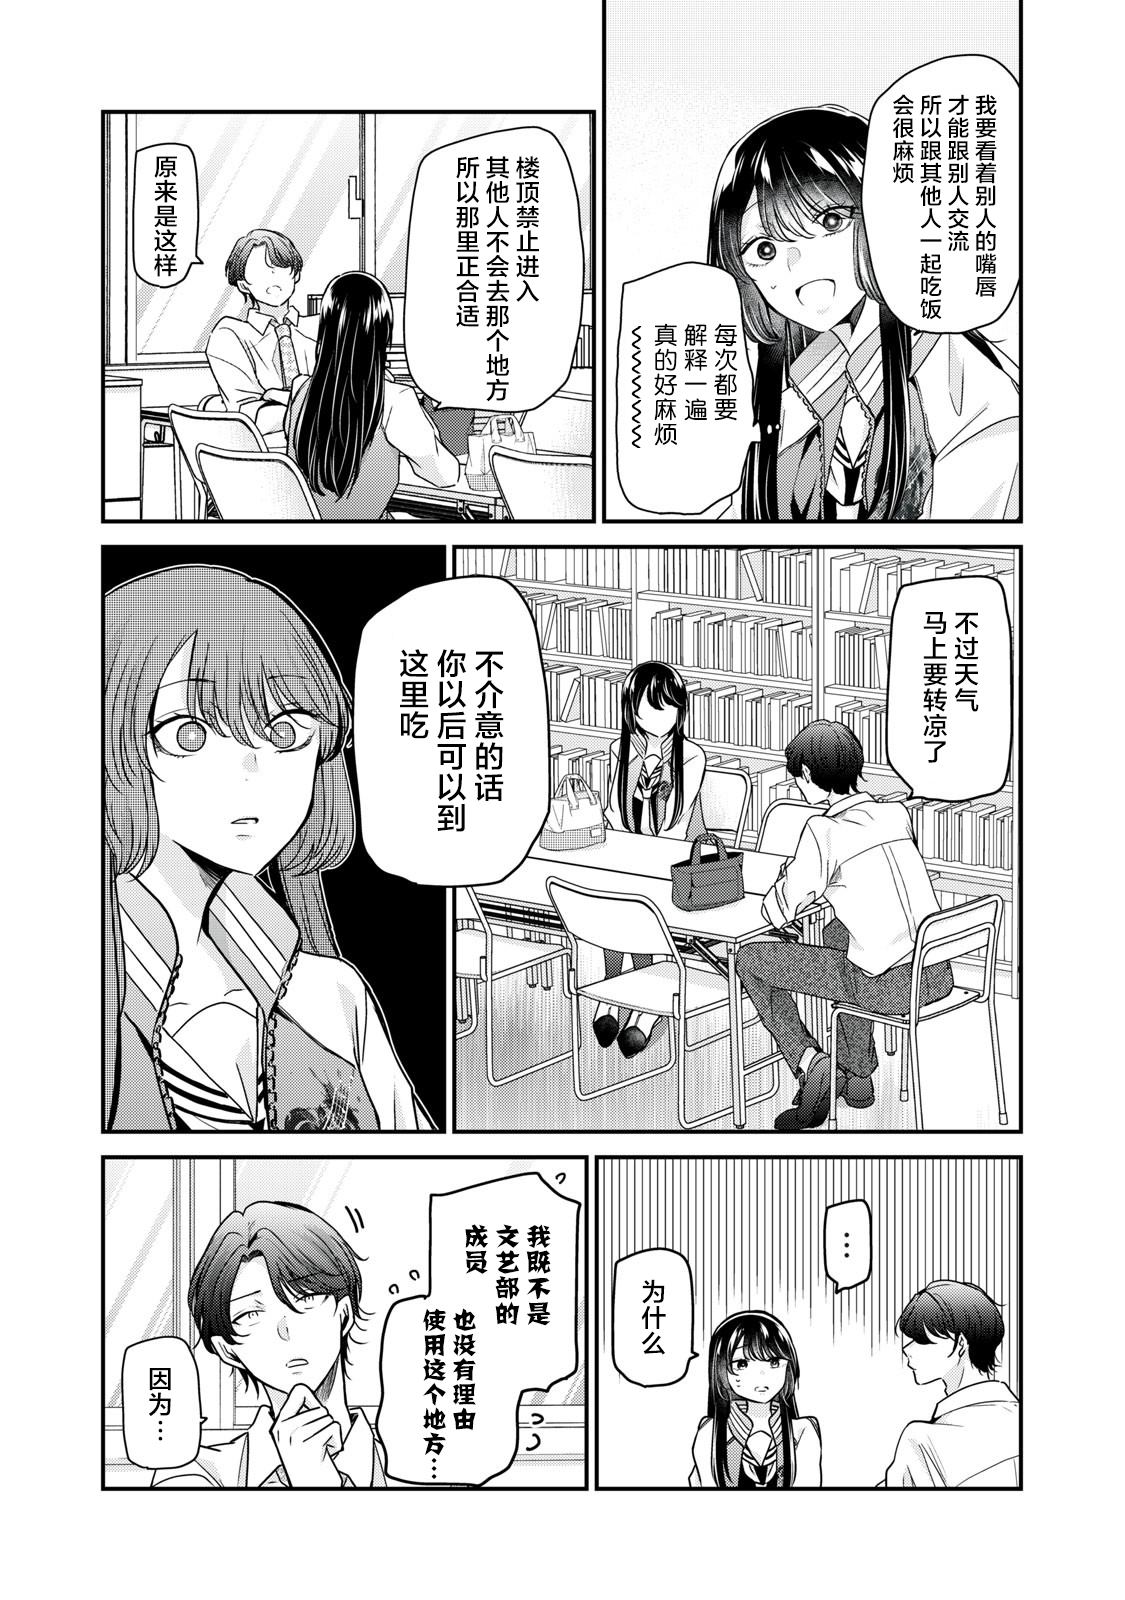 我要看着别人的嘴唇
才能跟别人交流
所以跟其他人一起吃饭
会很麻烦
每次都要
解释一遍
真的好麻烦
楼顶禁止进入
其他人不会去那个地方
所以那里正合适
原来是这样
不过天气
马上要转凉了
不介意的话
你以后可以到
这里吃
…
为什么
我既不是
文艺部的
成员
也没有理由
使用这个地方…
因为…